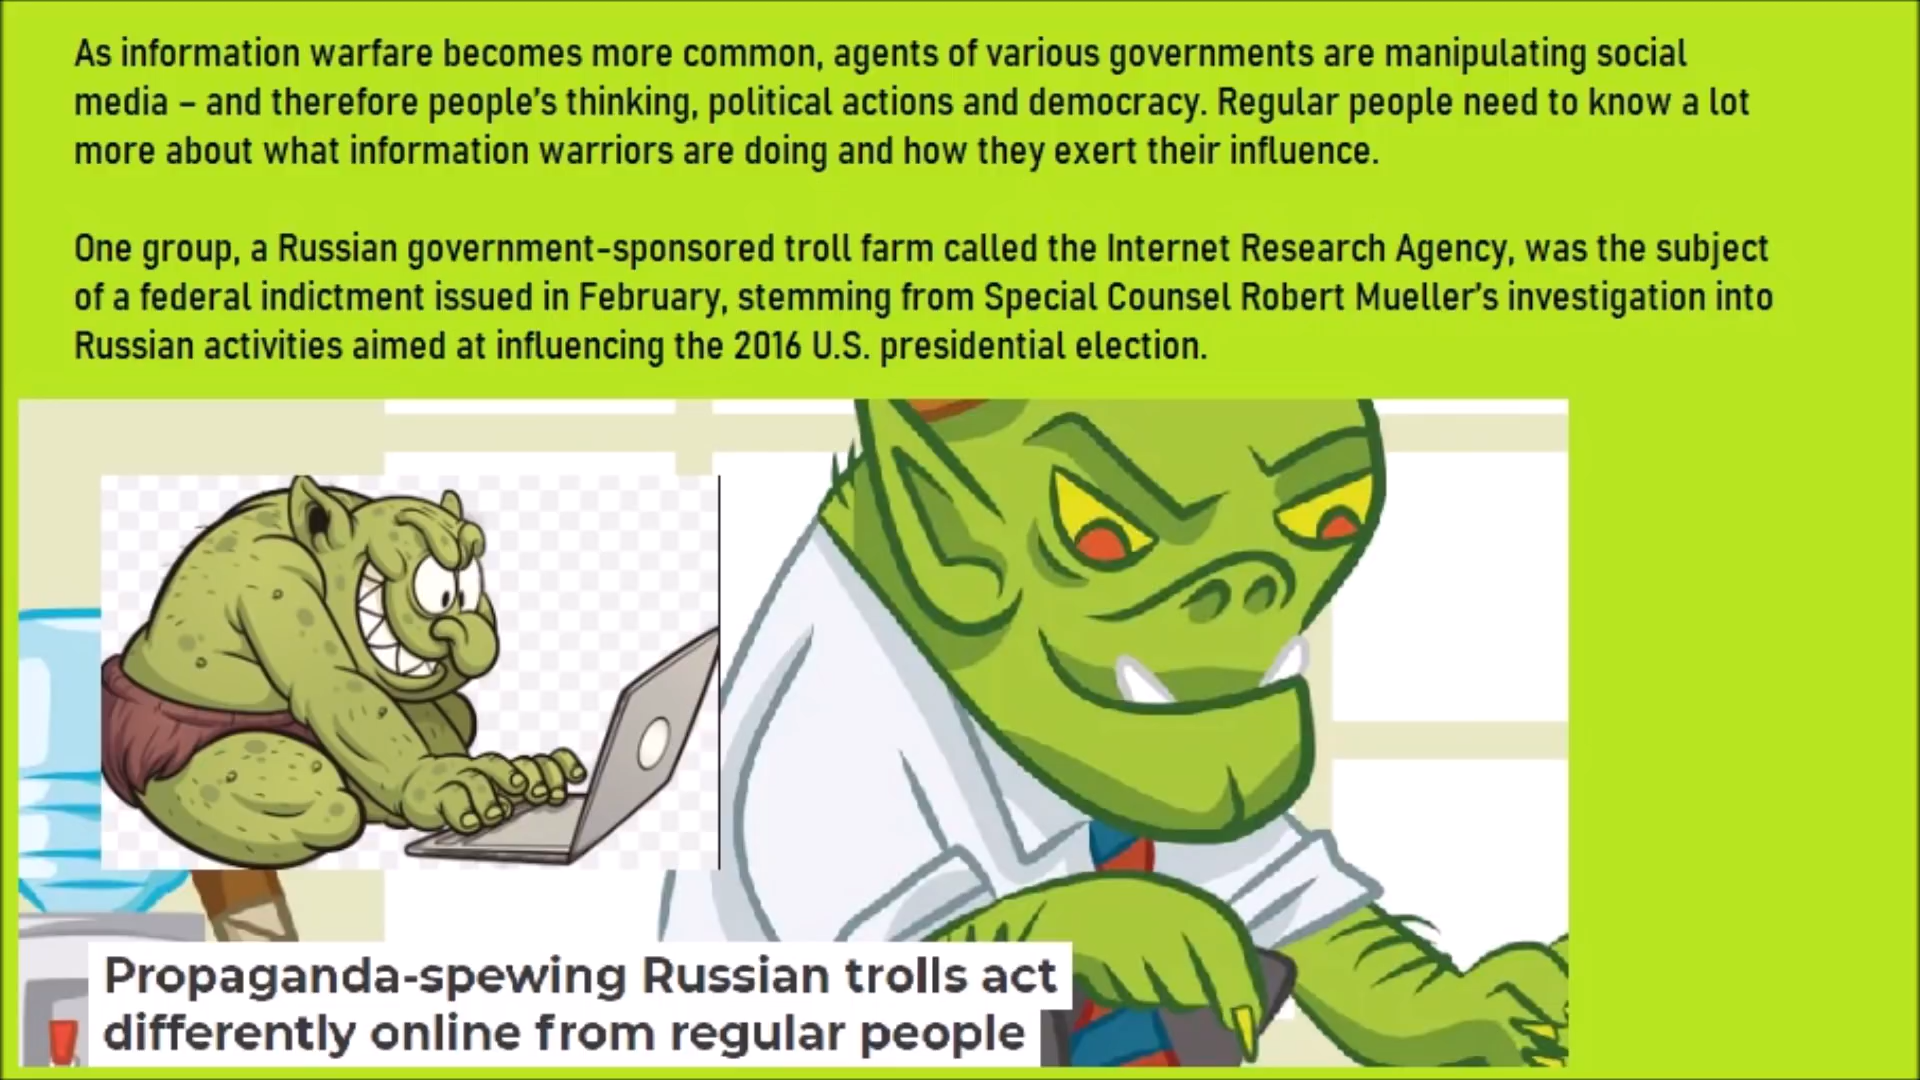 As information warfare becomes more common, agents of various governments are manipulating social
media – and therefore people's thinking, political actions and democracy. Regular people need to know a lot
more about what information warriors are doing and how they exert their influence.
One group, a Russian government-sponsored troll farm called the Internet Research Agency, was the subject
of a federal indictment issued in February, stemming from Special Counsel Robert Mueller's investigation into
Russian activities aimed at influencing the 2016 U.S. presidential election.
Propaganda-spewing Russian trolls act
differently online from regular people